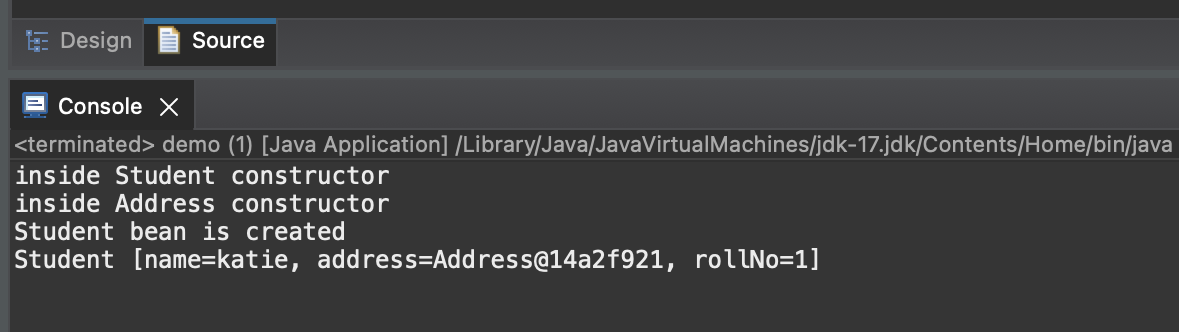 Design Source
Console
<terminated> demo (1) [Java Application] /Library/Java/JavaVirtualMachines/jdk-17.jdk/Contents/Home/bin/java
inside Student constructor
inside Address constructor
Student bean is created
Student [name=katie, address=Address@14a2f921, rollNo=1]